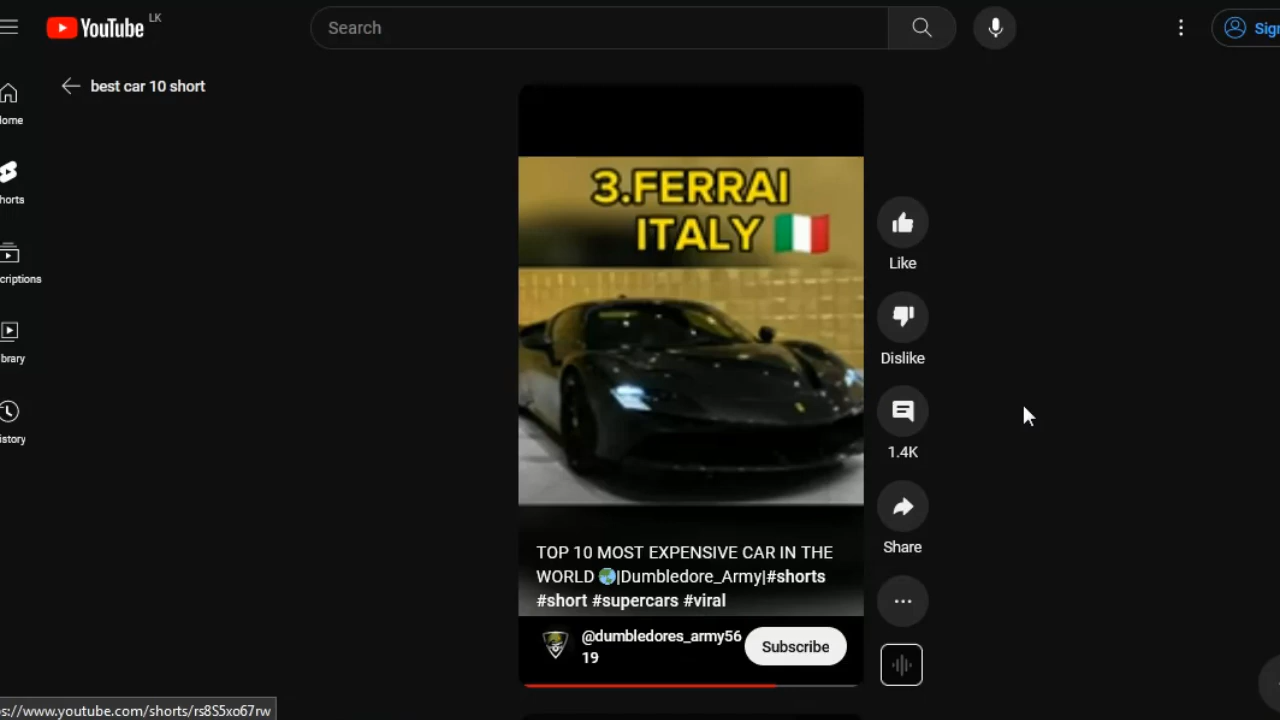 YouTube LK
Search
Sign
best car 10 short
ome
horts
criptions
brary
istory
3.FERRAI
ITALY
Like
Dislike
1.4K
Share
TOP 10 MOST EXPENSIVE CAR IN THE
WORLD 🌏|Dumbledore_Army|#shorts
#short #supercars #viral
@dumbledores_army56
19
Subscribe
ps://www.youtube.com/shorts/rs8S5xo67rw